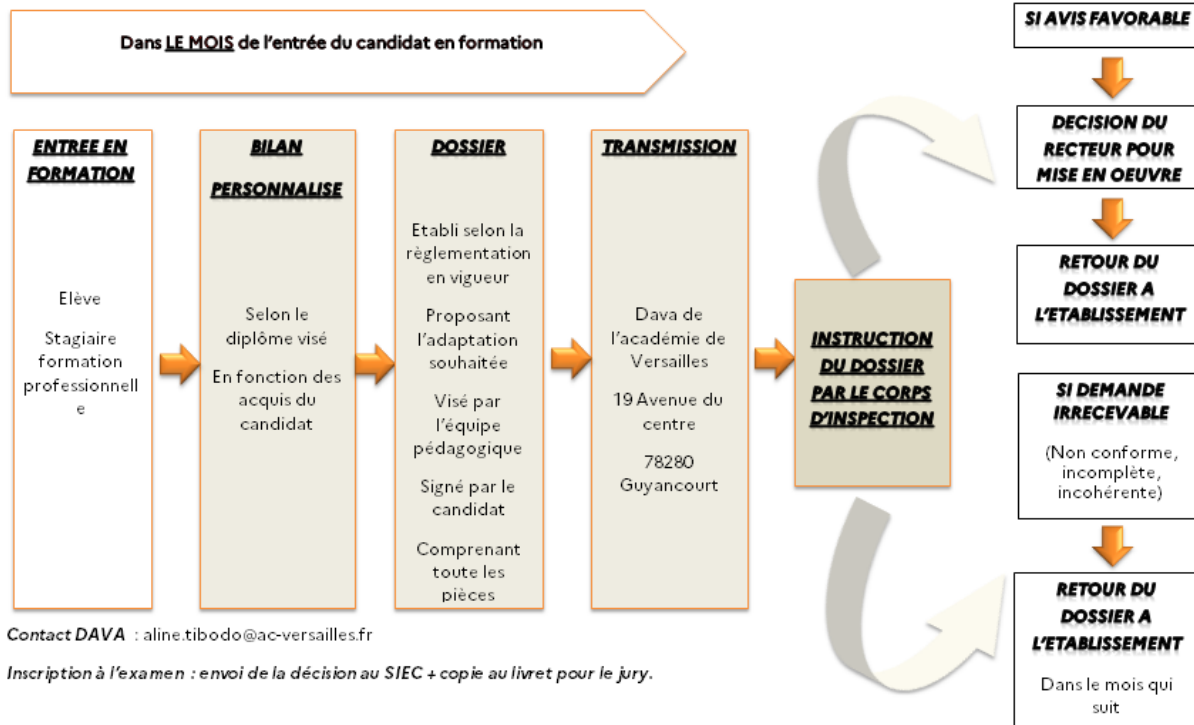 Dans LE MOIS de l'entrée du candidat en formation
ENTREE EN
FORMATION
Elève
Stagiaire
formation
professionnell
e
BILAN
PERSONNALISE
Selon le
diplôme visé
En fonction des
acquis du
candidat
DOSSIER
Etabli selon la
règlementation
en vigueur
Proposant
l'adaptation
souhaitée
Visé par
l'équipe
pédagogique
Signé par le
candidat
Comprenant
toute les
pièces
TRANSMISSION
Dava de
l'académie de
Versailles
19 Avenue du
centre
78280
Guyancourt
INSTRUCTION
DU DOSSIER
PAR LE CORPS
D'INSPECTION
SI AVIS FAVORABLE
DECISION DU
RECTEUR POUR
MISE EN OEUVRE
RETOUR DU
DOSSIER A
L'ETABLISSEMENT
SI DEMANDE
IRRECEVABLE
(Non conforme,
incomplète,
incohérente)
RETOUR DU
DOSSIER A
L'ETABLISSEMENT
Dans le mois qui
suit
Contact DAVA : aline.tibodo@ac-versailles.fr
Inscription à l'examen : envoi de la décision au SIEC + copie au livret pour le jury.